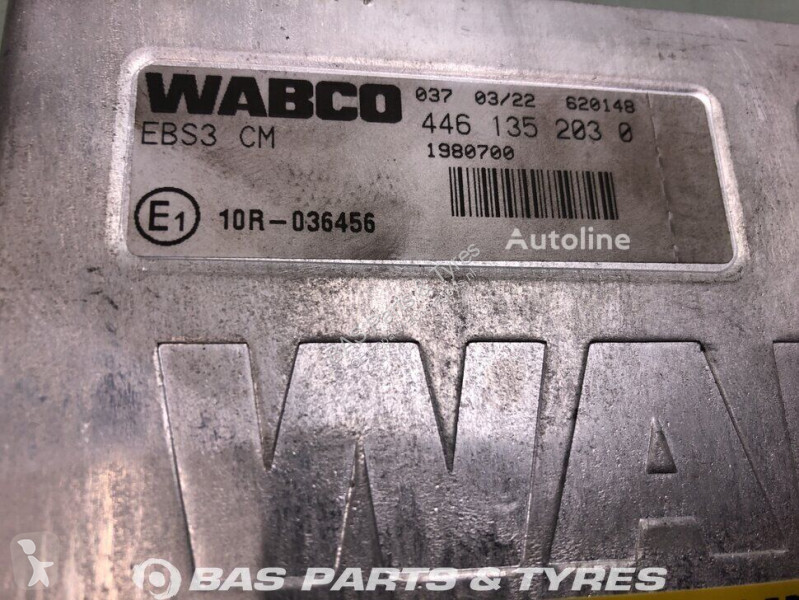 WABCO 037 03/22 620148
EBS3 CM 446 135 203 0
1980700
E1 10R-036456
Autoline
WA
BAS PARTS & TYRES